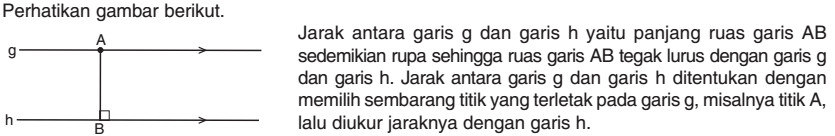 Perhatikan gambar berikut.
A
g
h
B
Jarak antara garis g dan garis h yaitu panjang ruas garis AB
sedemikian rupa sehingga ruas garis AB tegak lurus dengan garis g
dan garis h. Jarak antara garis g dan garis h ditentukan dengan
memilih sembarang titik yang terletak pada garis g, misalnya titik A,
lalu diukur jaraknya dengan garis h.